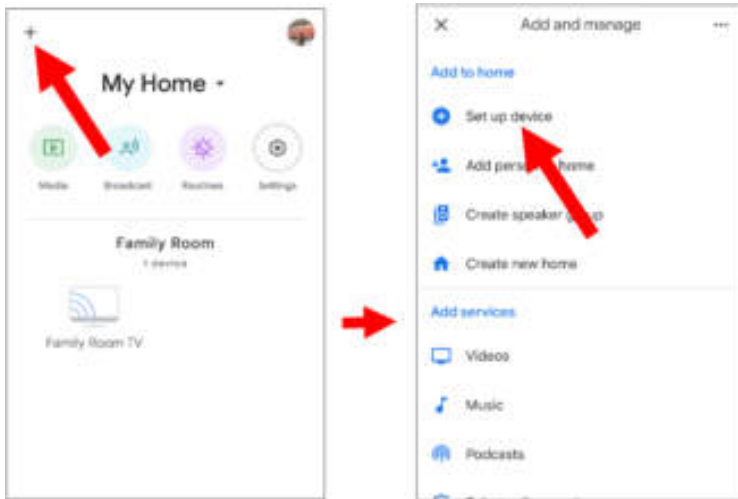 +
My Home
Media Broadcast Routines Settings
Family Room
1 device
Family Room TV
Add and manage
Add to home
Set up device
Add person home
Create speaker
Create new home
Add services
Videos
Music
Podcasts